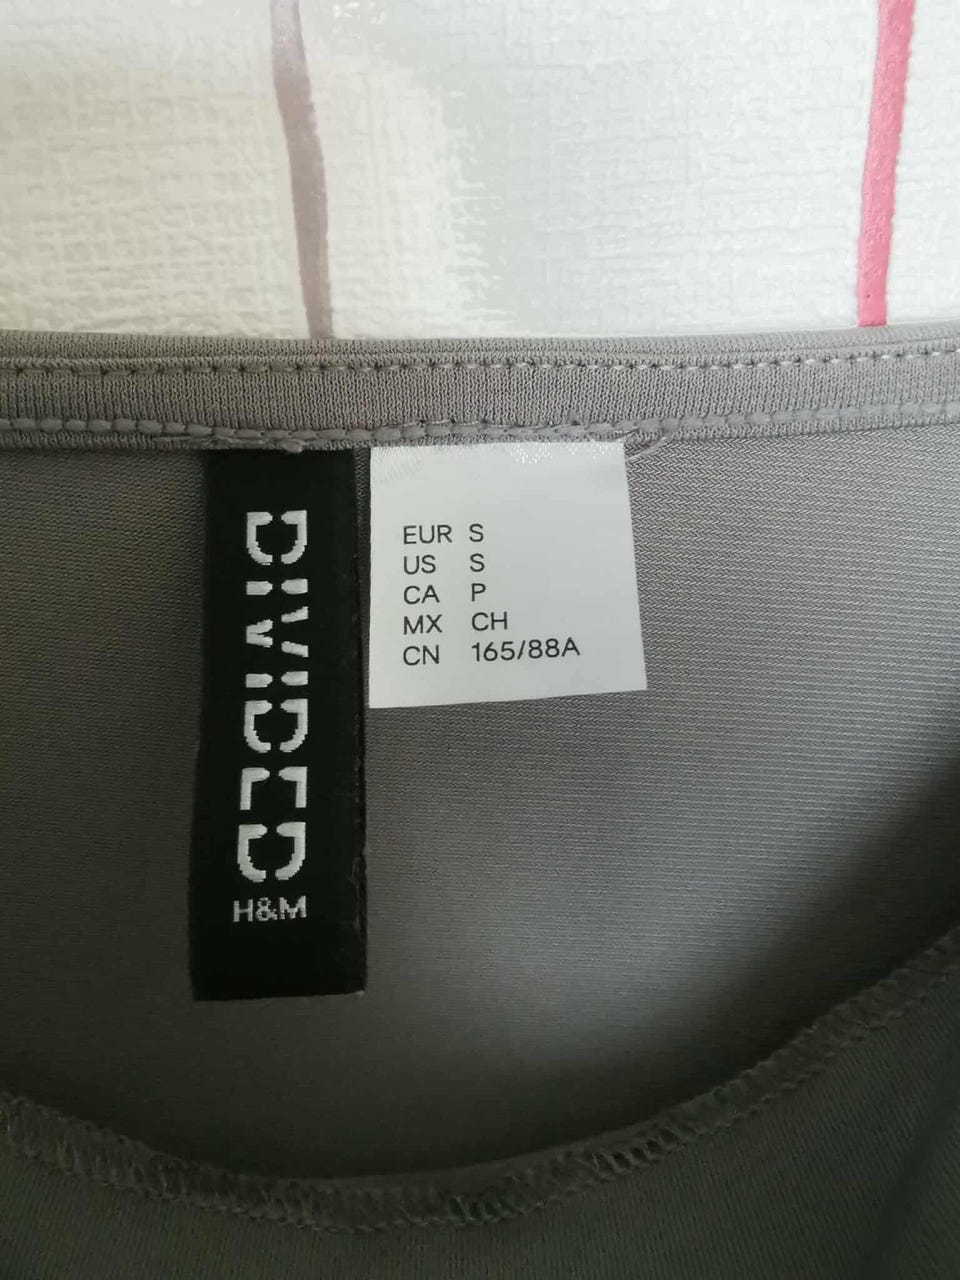 DIVIDED
H&M
EUR S
US S
CA P
MX CH
CN 165/88A